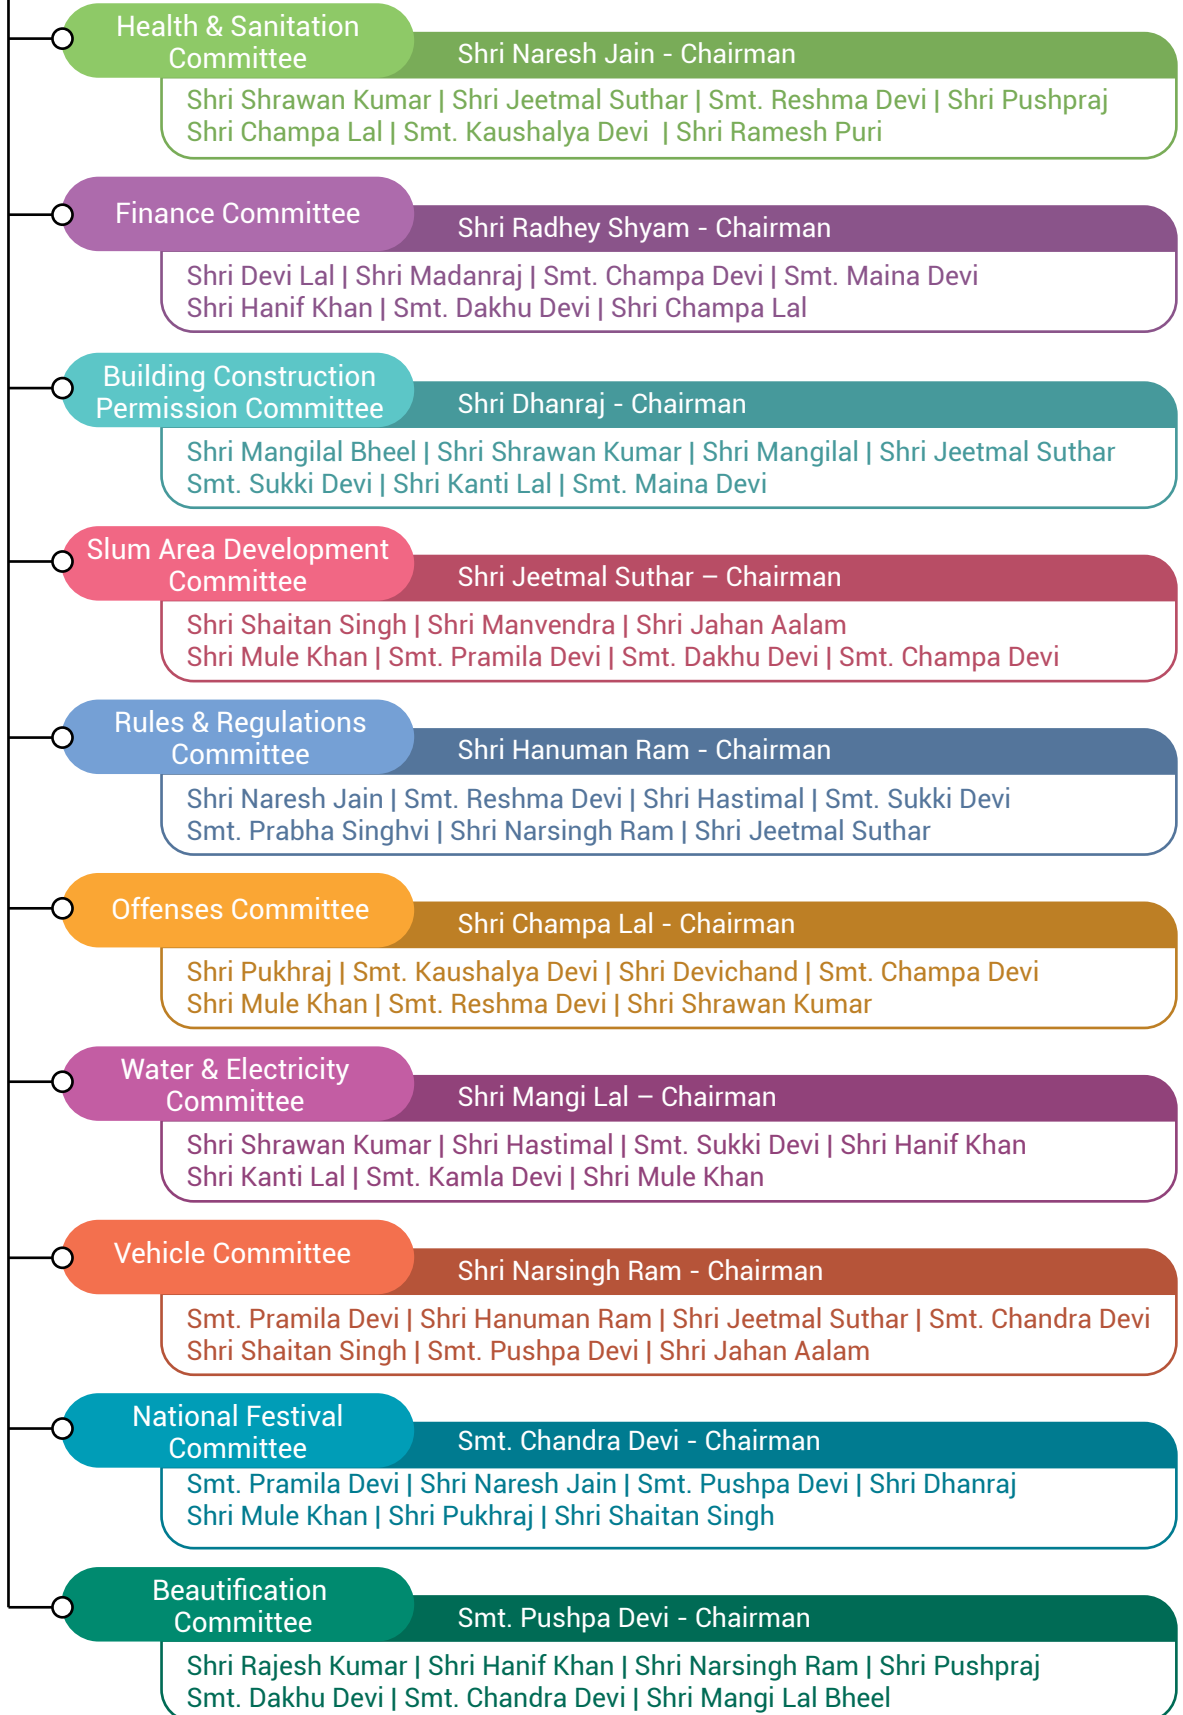 Health & Sanitation
Committee
Shri Naresh Jain - Chairman
Shri Shrawan Kumar | Shri Jeetmal Suthar | Smt. Reshma Devi | Shri Pushpraj
Shri Champa Lal | Smt. Kaushalya Devi | Shri Ramesh Puri
Finance Committee
Shri Radhey Shyam - Chairman
Shri Devi Lal | Shri Madanraj | Smt. Champa Devi | Smt. Maina Devi
Shri Hanif Khan | Smt. Dakhu Devi | Shri Champa Lal
Building Construction
Permission Committee
Shri Dhanraj - Chairman
Shri Mangilal Bheel | Shri Shrawan Kumar | Shri Mangilal | Shri Jeetmal Suthar
Smt. Sukki Devi | Shri Kanti Lal | Smt. Maina Devi
Slum Area Development
Committee
Shri Jeetmal Suthar – Chairman
Shri Shaitan Singh | Shri Manvendra | Shri Jahan Aalam
Shri Mule Khan | Smt. Pramila Devi | Smt. Dakhu Devi | Smt. Champa Devi
Rules & Regulations
Committee
Shri Hanuman Ram - Chairman
Shri Naresh Jain | Smt. Reshma Devi | Shri Hastimal | Smt. Sukki Devi
Smt. Prabha Singhvi | Shri Narsingh Ram | Shri Jeetmal Suthar
Offenses Committee
Shri Champa Lal - Chairman
Shri Pukhraj | Smt. Kaushalya Devi | Shri Devichand | Smt. Champa Devi
Shri Mule Khan | Smt. Reshma Devi | Shri Shrawan Kumar
Water & Electricity
Committee
Shri Mangi Lal – Chairman
Shri Shrawan Kumar | Shri Hastimal | Smt. Sukki Devi | Shri Hanif Khan
Shri Kanti Lal | Smt. Kamla Devi | Shri Mule Khan
Vehicle Committee
Shri Narsingh Ram - Chairman
Smt. Pramila Devi | Shri Hanuman Ram | Shri Jeetmal Suthar | Smt. Chandra Devi
Shri Shaitan Singh | Smt. Pushpa Devi | Shri Jahan Aalam
National Festival
Committee
Smt. Chandra Devi - Chairman
Smt. Pramila Devi | Shri Naresh Jain | Smt. Pushpa Devi | Shri Dhanraj
Shri Mule Khan | Shri Pukhraj | Shri Shaitan Singh
Beautification
Committee
Smt. Pushpa Devi - Chairman
Shri Rajesh Kumar | Shri Hanif Khan | Shri Narsingh Ram | Shri Pushpraj
Smt. Dakhu Devi | Smt. Chandra Devi | Shri Mangi Lal Bheel